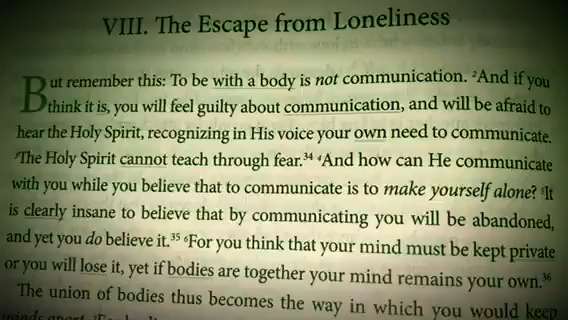 VIII. The Escape from Loneliness
But remember this: To be with a body is not communication. ²And if you
think it is, you will feel guilty about communication, and will be afraid to
hear the Holy Spirit, recognizing in His voice your own need to communicate.
³The Holy Spirit cannot teach through fear.³⁴ ⁴And how can He communicate
with you while you believe that to communicate is to make yourself alone? ⁵It
is clearly insane to believe that by communicating you will be abandoned,
and yet you do believe it.³⁵ ⁶For you think that your mind must be kept private
or you will lose it, yet if bodies are together your mind remains your own.³⁶
The union of bodies thus becomes the way in which you would keep
minds apart.